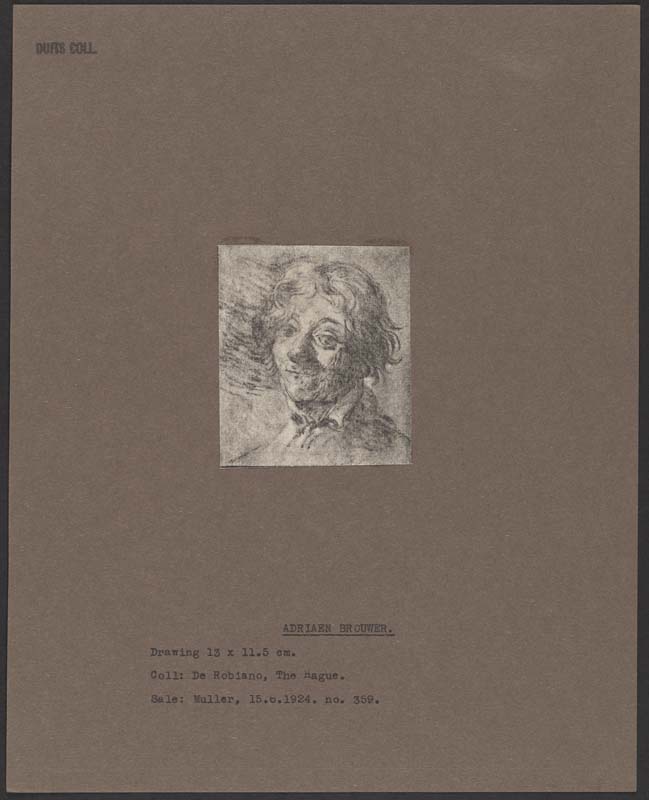 DUITS COLL.
ADRIAEN BROUWER.
Drawing 13 x 11.5 cm.
Coll: De Robiano, The Hague.
Sale: Muller, 15.6.1924. no. 359.